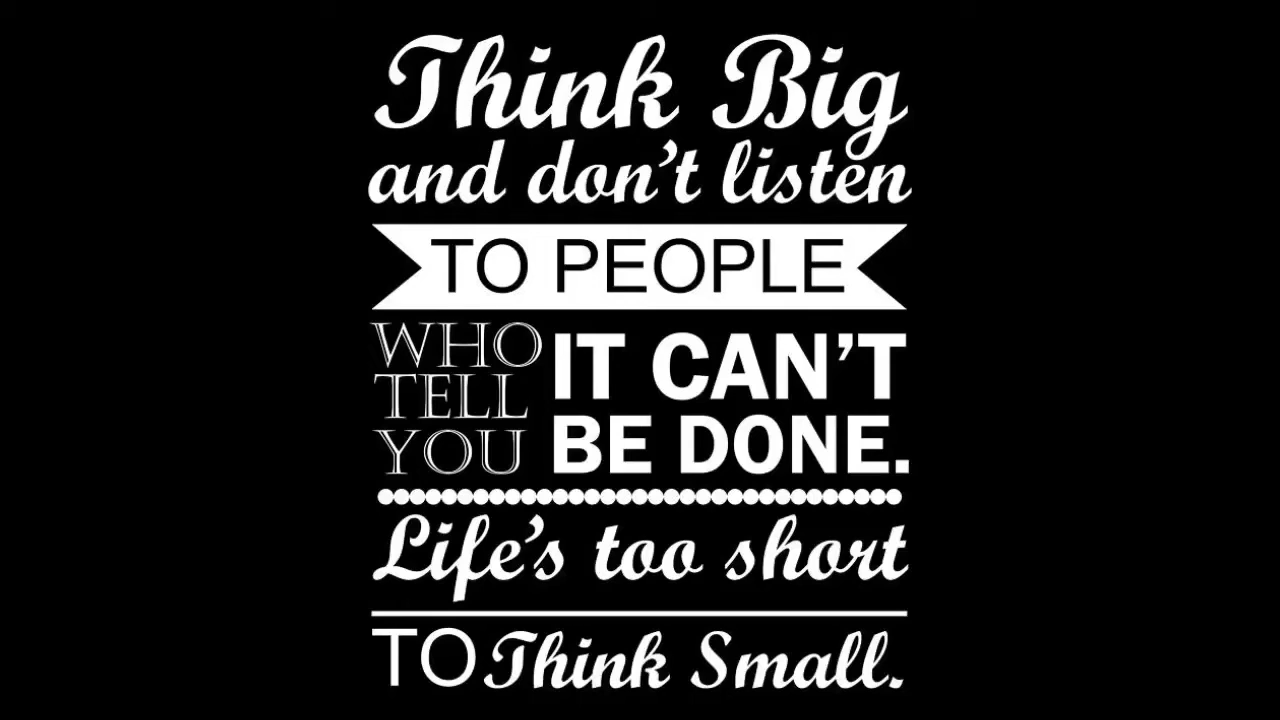 Think Big
and don't listen
TO PEOPLE
WHO
TELL
YOU
IT CAN'T
BE DONE.
Life's too short
TO Think Small.